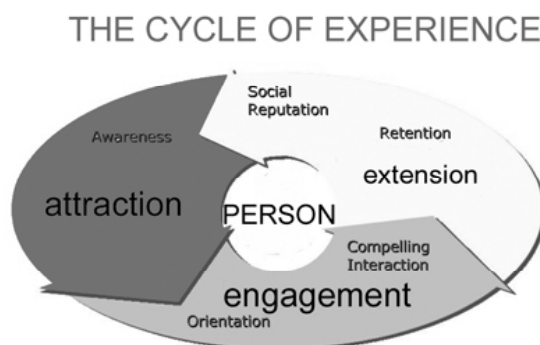 THE CYCLE OF EXPERIENCE
Social
Reputation
Awareness
Retention
extension
attraction
PERSON
Compelling
Interaction
engagement
Orientation